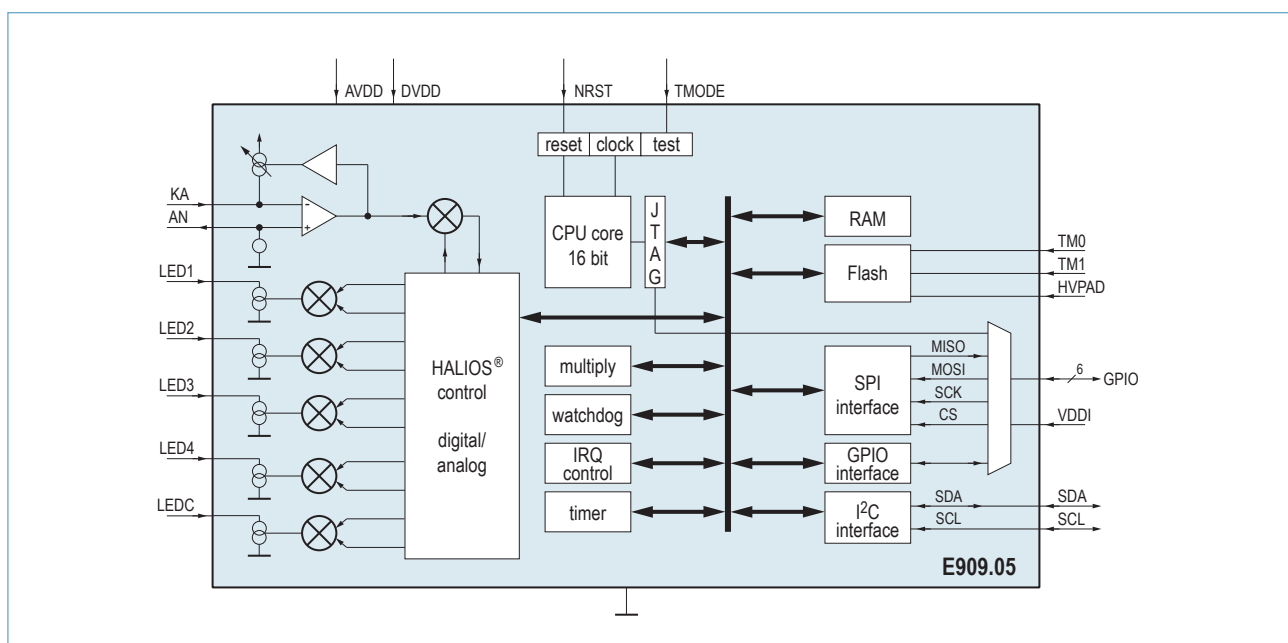 AVDD
DVDD
NRST
TMODE
reset
clock
test
KA
AN
-
+
LED1
LED2
LED3
LED4
LEDC
HALIOS®
control
digital/
analog
CPU core
16 bit
JTAG
multiply
watchdog
IRQ
control
timer
RAM
Flash
TM0
TM1
HVPAD
SPI
interface
MISO
MOSI
SCK
CS
6
GPIO
VDDI
GPIO
interface
I²C
interface
SDA
SCL
SDA
SCL
E909.05